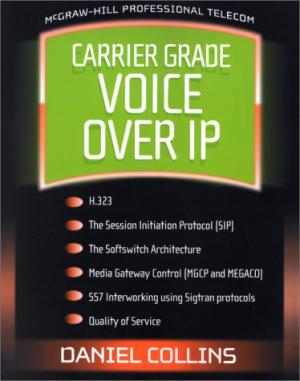 McGRAW-HILL PROFESSIONAL TELECOM
CARRIER GRADE
VOICE
OVER IP
H.323
The Session Initiation Protocol (SIP)
The Softswitch Architecture
Media Gateway Control (MGCP and MEGACO)
SS7 Interworking using Sigtran protocols
Quality of Service
DANIEL COLLINS